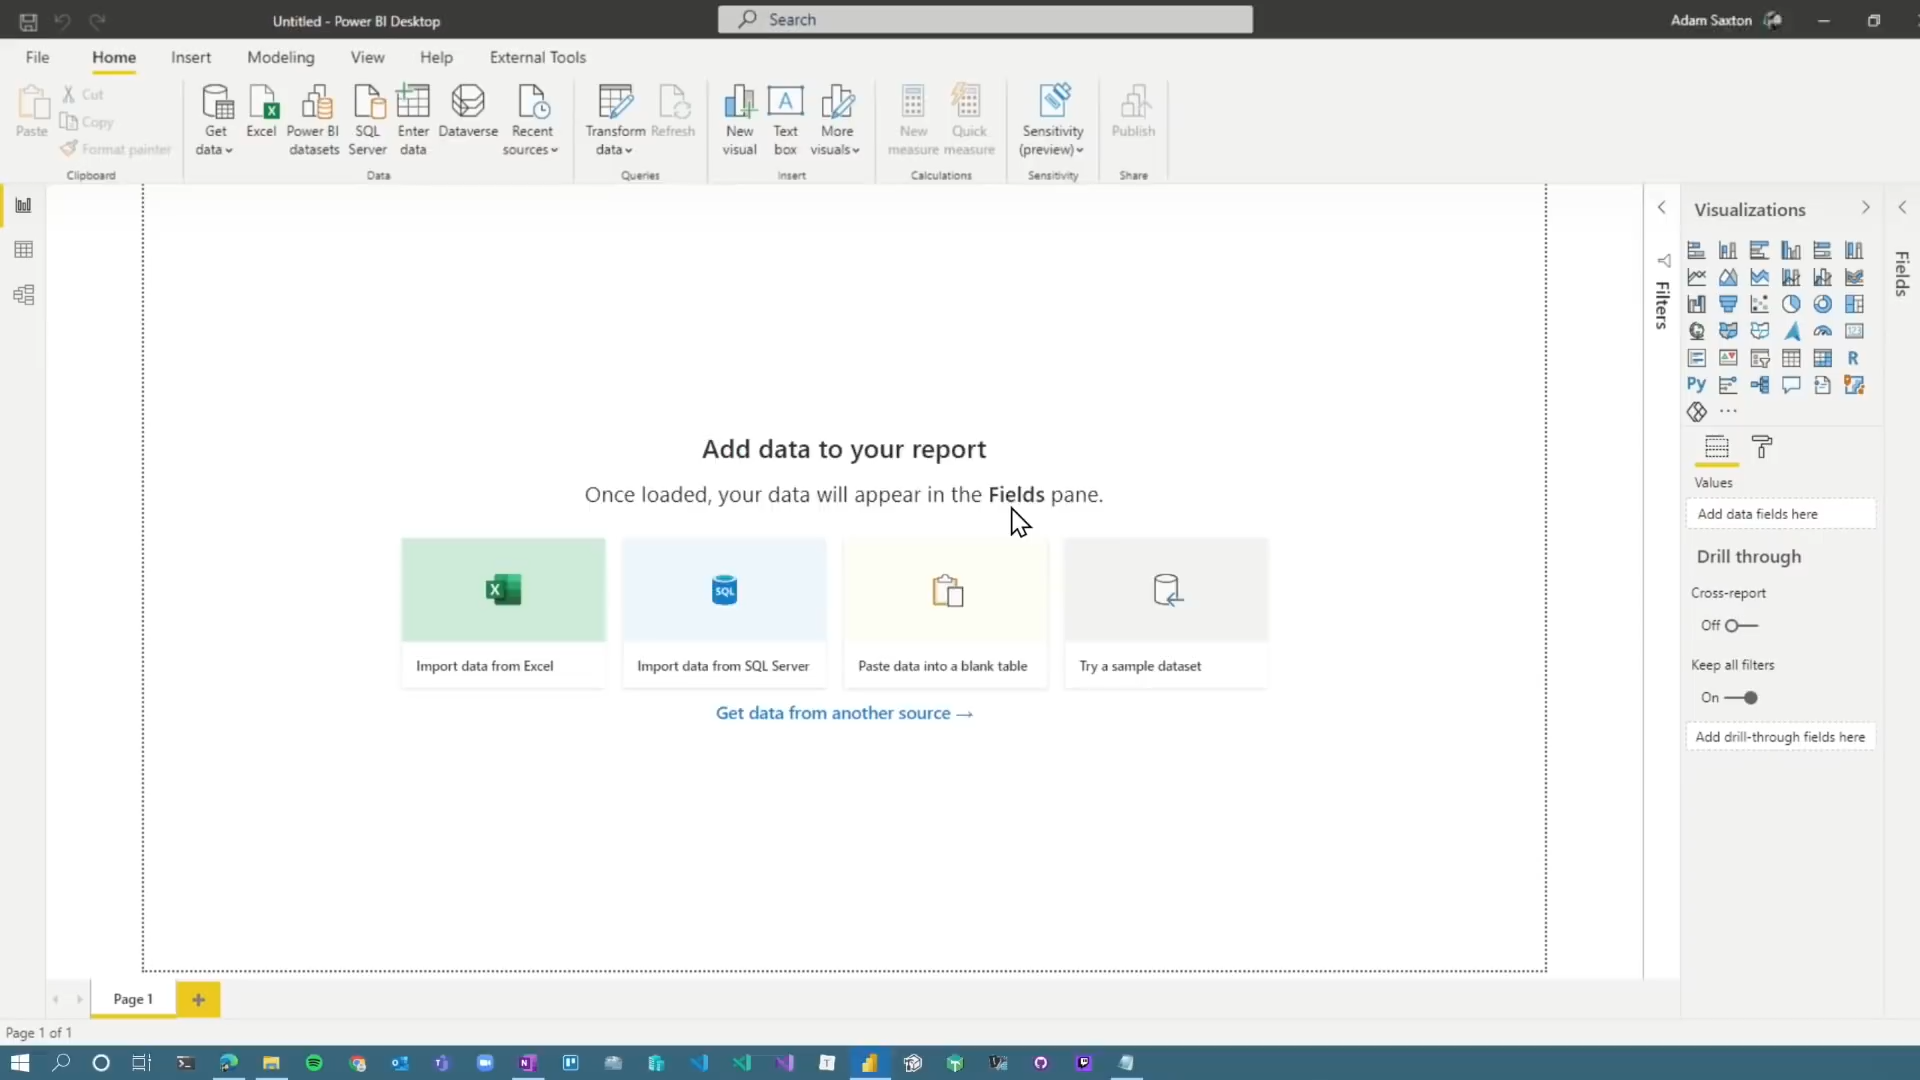 Untitled - Power BI Desktop
Search
Adam Saxton
File Home Insert Modeling View Help External Tools
Paste
Cut
Copy
Format painter
Clipboard
Get data
Excel
Power BI datasets
SQL Server
Enter data
Dataverse
Recent sources
Data
Transform data
Refresh
Queries
New visual
Text box
More visuals
Insert
New measure
Quick measure
Calculations
Sensitivity (preview)
Sensitivity
Publish
Share
Filters
Visualizations
Fields
R
Py
Values
Add data fields here
Drill through
Cross-report
Off
Keep all filters
On
Add drill-through fields here
Add data to your report
Once loaded, your data will appear in the Fields pane.
X
SQL
Import data from Excel
Import data from SQL Server
Paste data into a blank table
Try a sample dataset
Get data from another source →
Page 1
+
Page 1 of 1